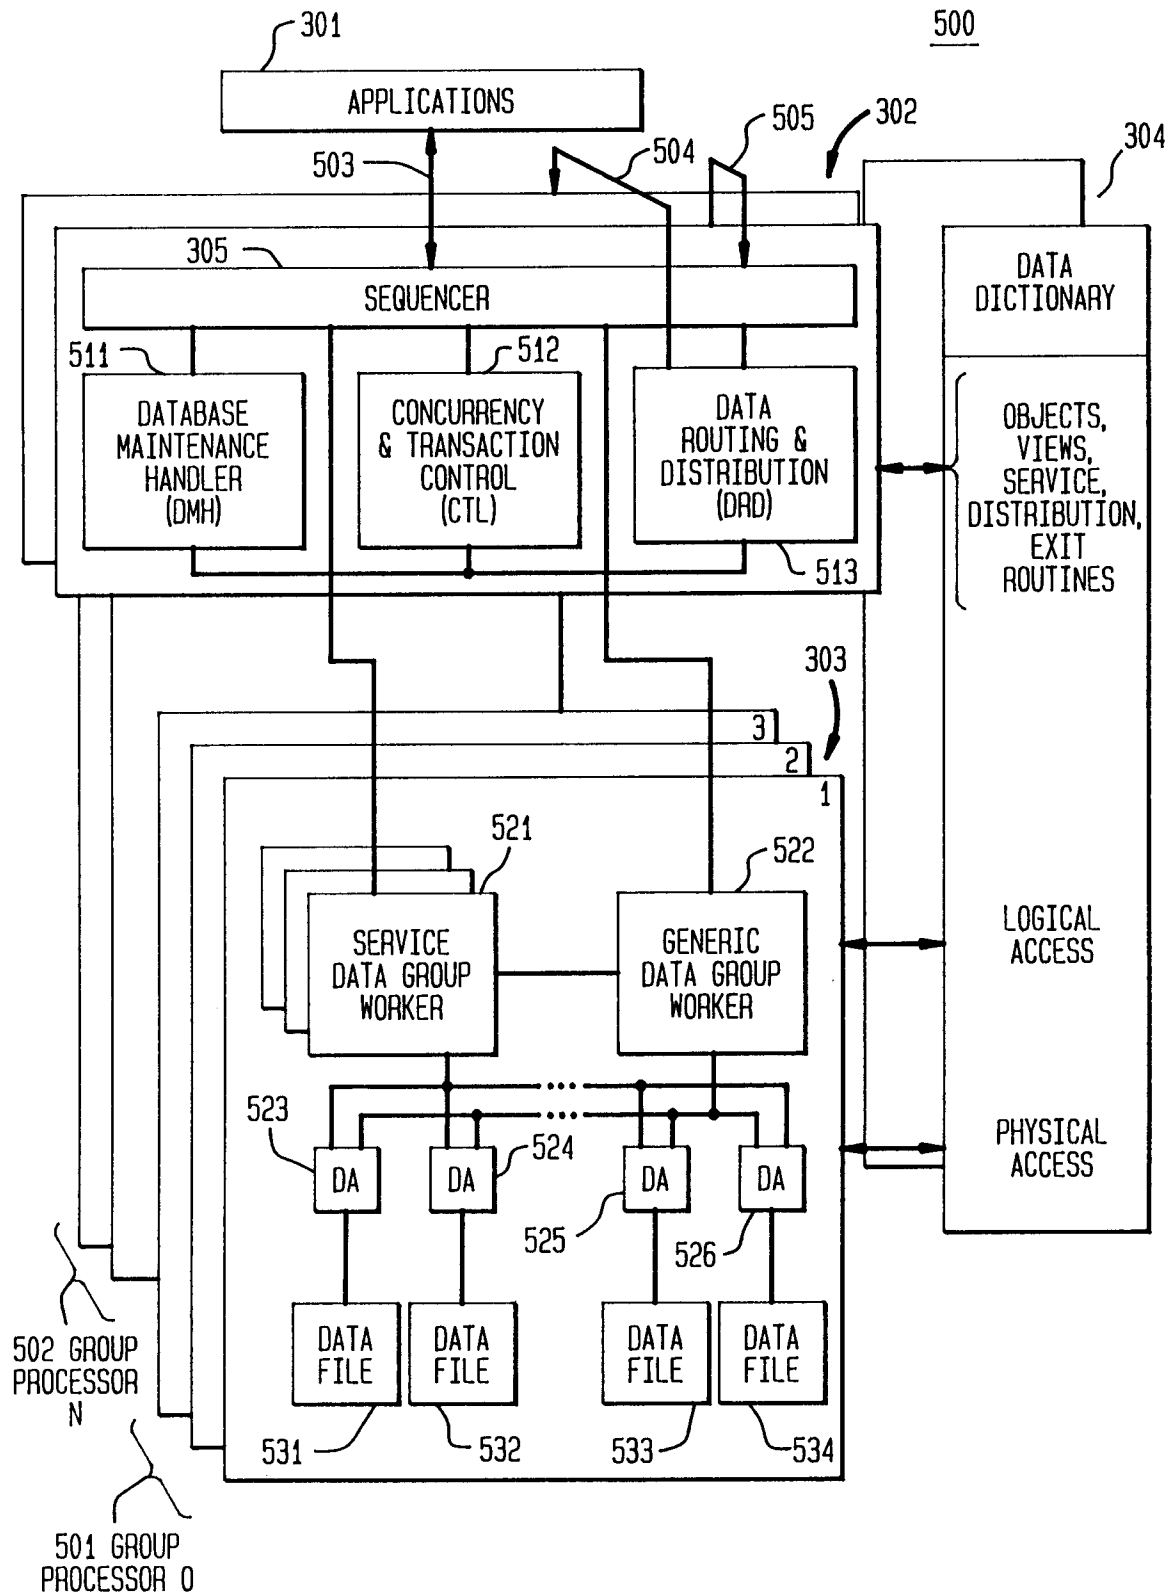 500
301
APPLICATIONS
503
504
505
302
304
305
SEQUENCER
DATA
DICTIONARY
511
512
DATABASE
MAINTENANCE
HANDLER
(DMH)
CONCURRENCY
& TRANSACTION
CONTROL
(CTL)
DATA
ROUTING &
DISTRIBUTION
(DRD)
513
OBJECTS,
VIEWS,
SERVICE,
DISTRIBUTION,
EXIT
ROUTINES
303
3
2
1
521
522
SERVICE
DATA GROUP
WORKER
GENERIC
DATA GROUP
WORKER
LOGICAL
ACCESS
523
DA
DA
524
DA
525
DA
526
PHYSICAL
ACCESS
DATA
FILE
DATA
FILE
DATA
FILE
DATA
FILE
531
532
533
534
502 GROUP
PROCESSOR
N
501 GROUP
PROCESSOR 0